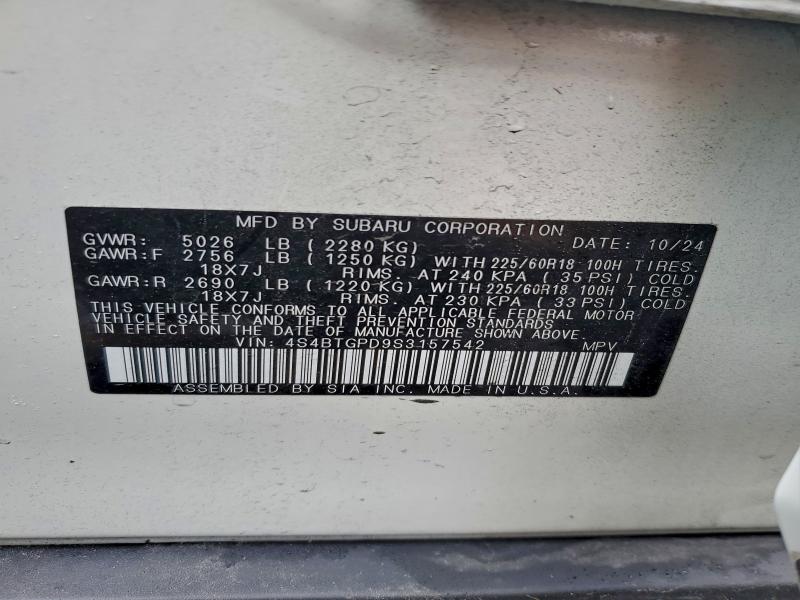 MFD BY SUBARU CORPORATION
GVWR: 5026 LB ( 2280 KG) DATE: 10/24
GAWR:F 2756 LB ( 1250 KG) WITH 225/60R18 100H TIRES.
18X7J RIMS. AT 240 KPA ( 35 PSI) COLD
GAWR:R 2690 LB ( 1220 KG) WITH 225/60R18 100H TIRES.
18X7J RIMS. AT 230 KPA ( 33 PSI) COLD
THIS VEHICLE CONFORMS TO ALL APPLICABLE FEDERAL MOTOR
VEHICLE SAFETY, BUMPER, AND THEFT PREVENTION STANDARDS
IN EFFECT ON THE DATE OF MANUFACTURE SHOWN ABOVE.
VIN: 4S4BTGPD9S3157542 MPV
ASSEMBLED BY SIA INC. MADE IN U.S.A.